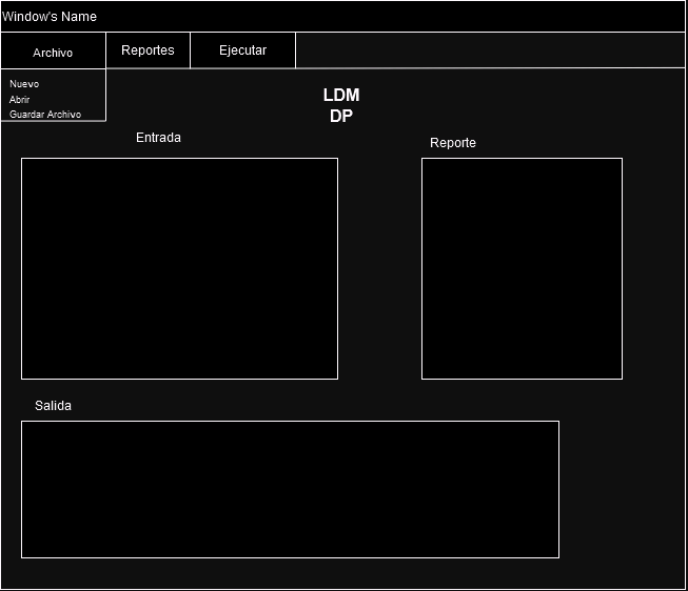 Window's Name
Archivo
Reportes
Ejecutar
Nuevo
Abrir
Guardar Archivo
LDM
DP
Entrada
Reporte
Salida